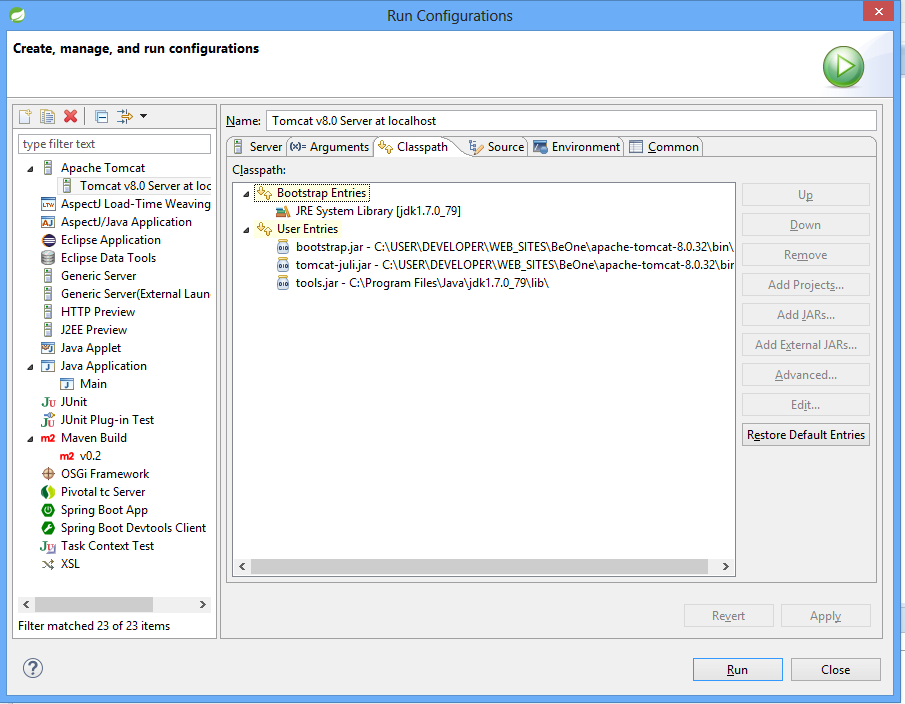 Run Configurations
Create, manage, and run configurations
type filter text
Apache Tomcat
Tomcat v8.0 Server at loc
AspectJ Load-Time Weaving
AspectJ/Java Application
Eclipse Application
Eclipse Data Tools
Generic Server
Generic Server(External Laun
HTTP Preview
J2EE Preview
Java Applet
Java Application
Main
JUnit
JUnit Plug-in Test
Maven Build
v0.2
OSGi Framework
Pivotal tc Server
Spring Boot App
Spring Boot Devtools Client
Task Context Test
XSL
Filter matched 23 of 23 items
Name: Tomcat v8.0 Server at localhost
Server (x)= Arguments Classpath Source Environment Common
Classpath:
Bootstrap Entries
JRE System Library [jdk1.7.0_79]
User Entries
bootstrap.jar - C:\USER\DEVELOPER\WEB_SITES\BeOne\apache-tomcat-8.0.32\bin\
tomcat-juli.jar - C:\USER\DEVELOPER\WEB_SITES\BeOne\apache-tomcat-8.0.32\bin
tools.jar - C:\Program Files\Java\jdk1.7.0_79\lib\
Up
Down
Remove
Add Projects...
Add JARs...
Add External JARs...
Advanced...
Edit...
Restore Default Entries
Revert Apply
Run Close